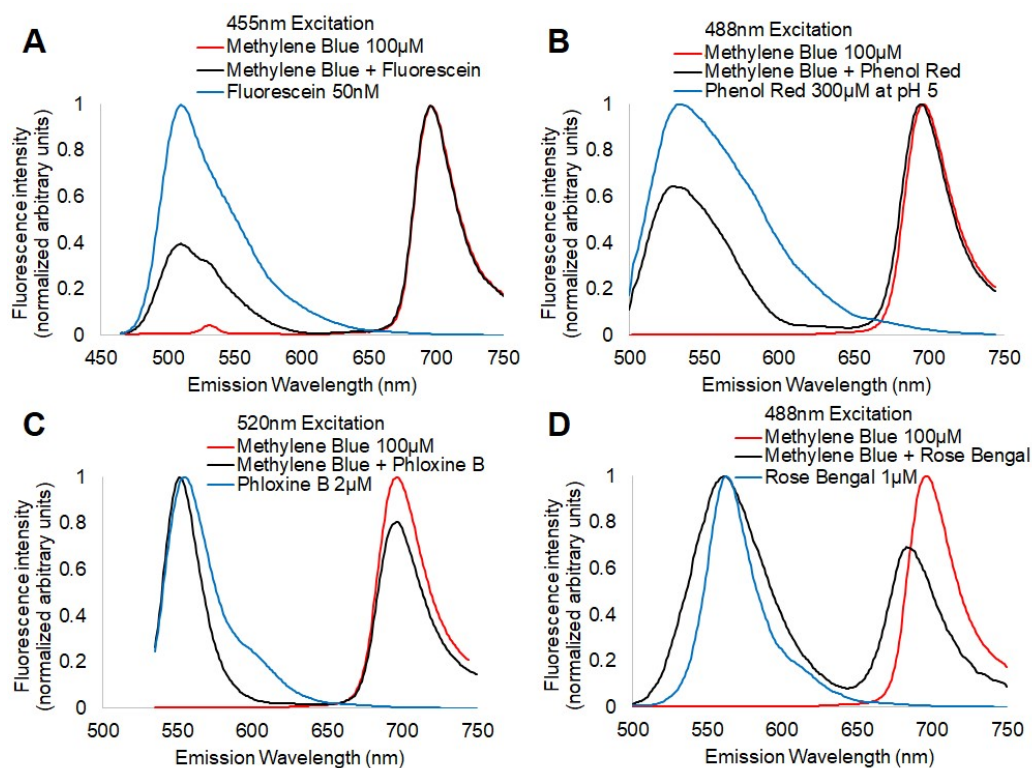 A
455nm Excitation
Methylene Blue 100µM
Methylene Blue + Fluorescein
Fluorescein 50nM
Fluorescence intensity
(normalized arbitrary units)
1
0.8
0.6
0.4
0.2
0
450 500 550 600 650 700 750
Emission Wavelength (nm)
B
488nm Excitation
Methylene Blue 100µM
Methylene Blue + Phenol Red
Phenol Red 300µM at pH 5
Fluorescence intensity
(normalized arbitrary units)
1
0.8
0.6
0.4
0.2
0
500 550 600 650 700 750
Emission Wavelength (nm)
C
520nm Excitation
Methylene Blue 100µM
Methylene Blue + Phloxine B
Phloxine B 2µM
Fluorescence intensity
(normalized arbitrary units)
1
0.8
0.6
0.4
0.2
0
500 550 600 650 700 750
Emission Wavelength (nm)
D
488nm Excitation
Methylene Blue 100µM
Methylene Blue + Rose Bengal
Rose Bengal 1µM
Fluorescence intensity
(normalized arbitrary units)
1
0.8
0.6
0.4
0.2
0
500 550 600 650 700 750
Emission Wavelength (nm)